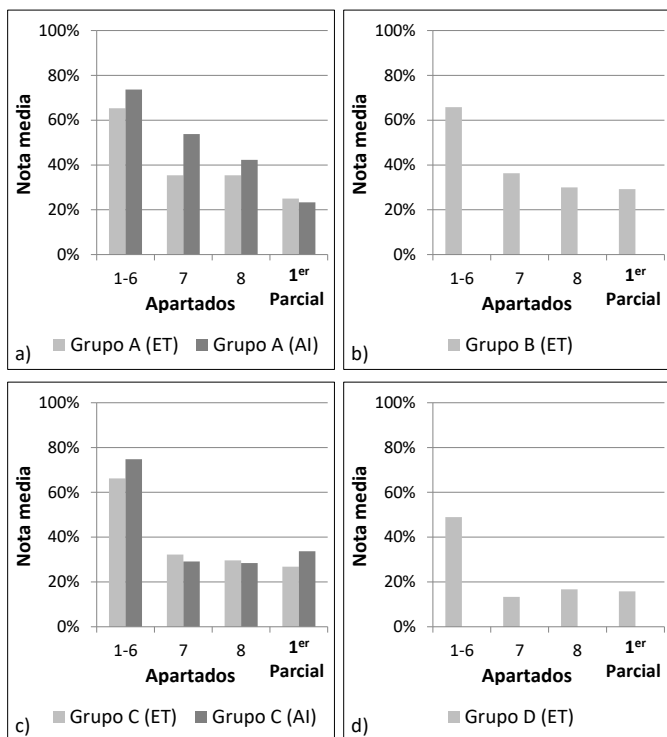 100%
80%
60%
40%
20%
0%
Nota media
1-6
7
8
1er
Parcial
Apartados
Grupo A (ET)
Grupo A (AI)
a)
100%
80%
60%
40%
20%
0%
Nota media
1-6
7
8
1er
Parcial
Apartados
Grupo B (ET)
b)
100%
80%
60%
40%
20%
0%
Nota media
1-6
7
8
1er
Parcial
Apartados
Grupo C (ET)
Grupo C (AI)
c)
100%
80%
60%
40%
20%
0%
Nota media
1-6
7
8
1er
Parcial
Apartados
Grupo D (ET)
d)